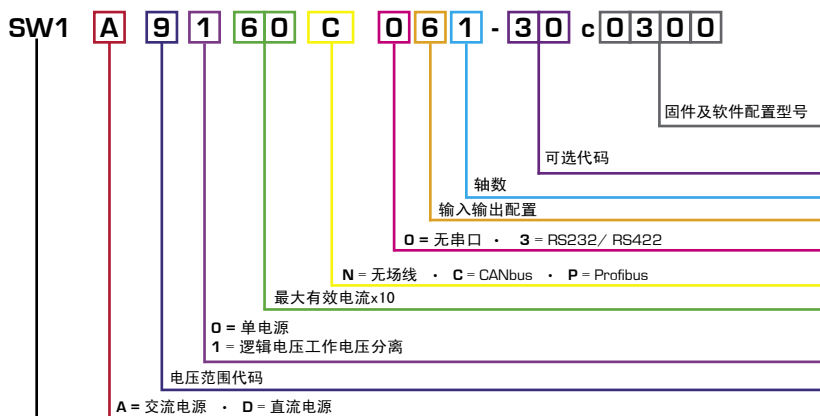 SW1 A 9 1 6 0 C 0 6 1 - 3 0 c 0 3 0 0
固件及软件配置型号
可选代码
轴数
输入输出配置
0 = 无串口 · 3 = RS232/ RS422
N = 无场线 · C = CANbus · P = Profibus
最大有效电流x10
0 = 单电源
1 = 逻辑电压工作电压分离
电压范围代码
A = 交流电源 · D = 直流电源